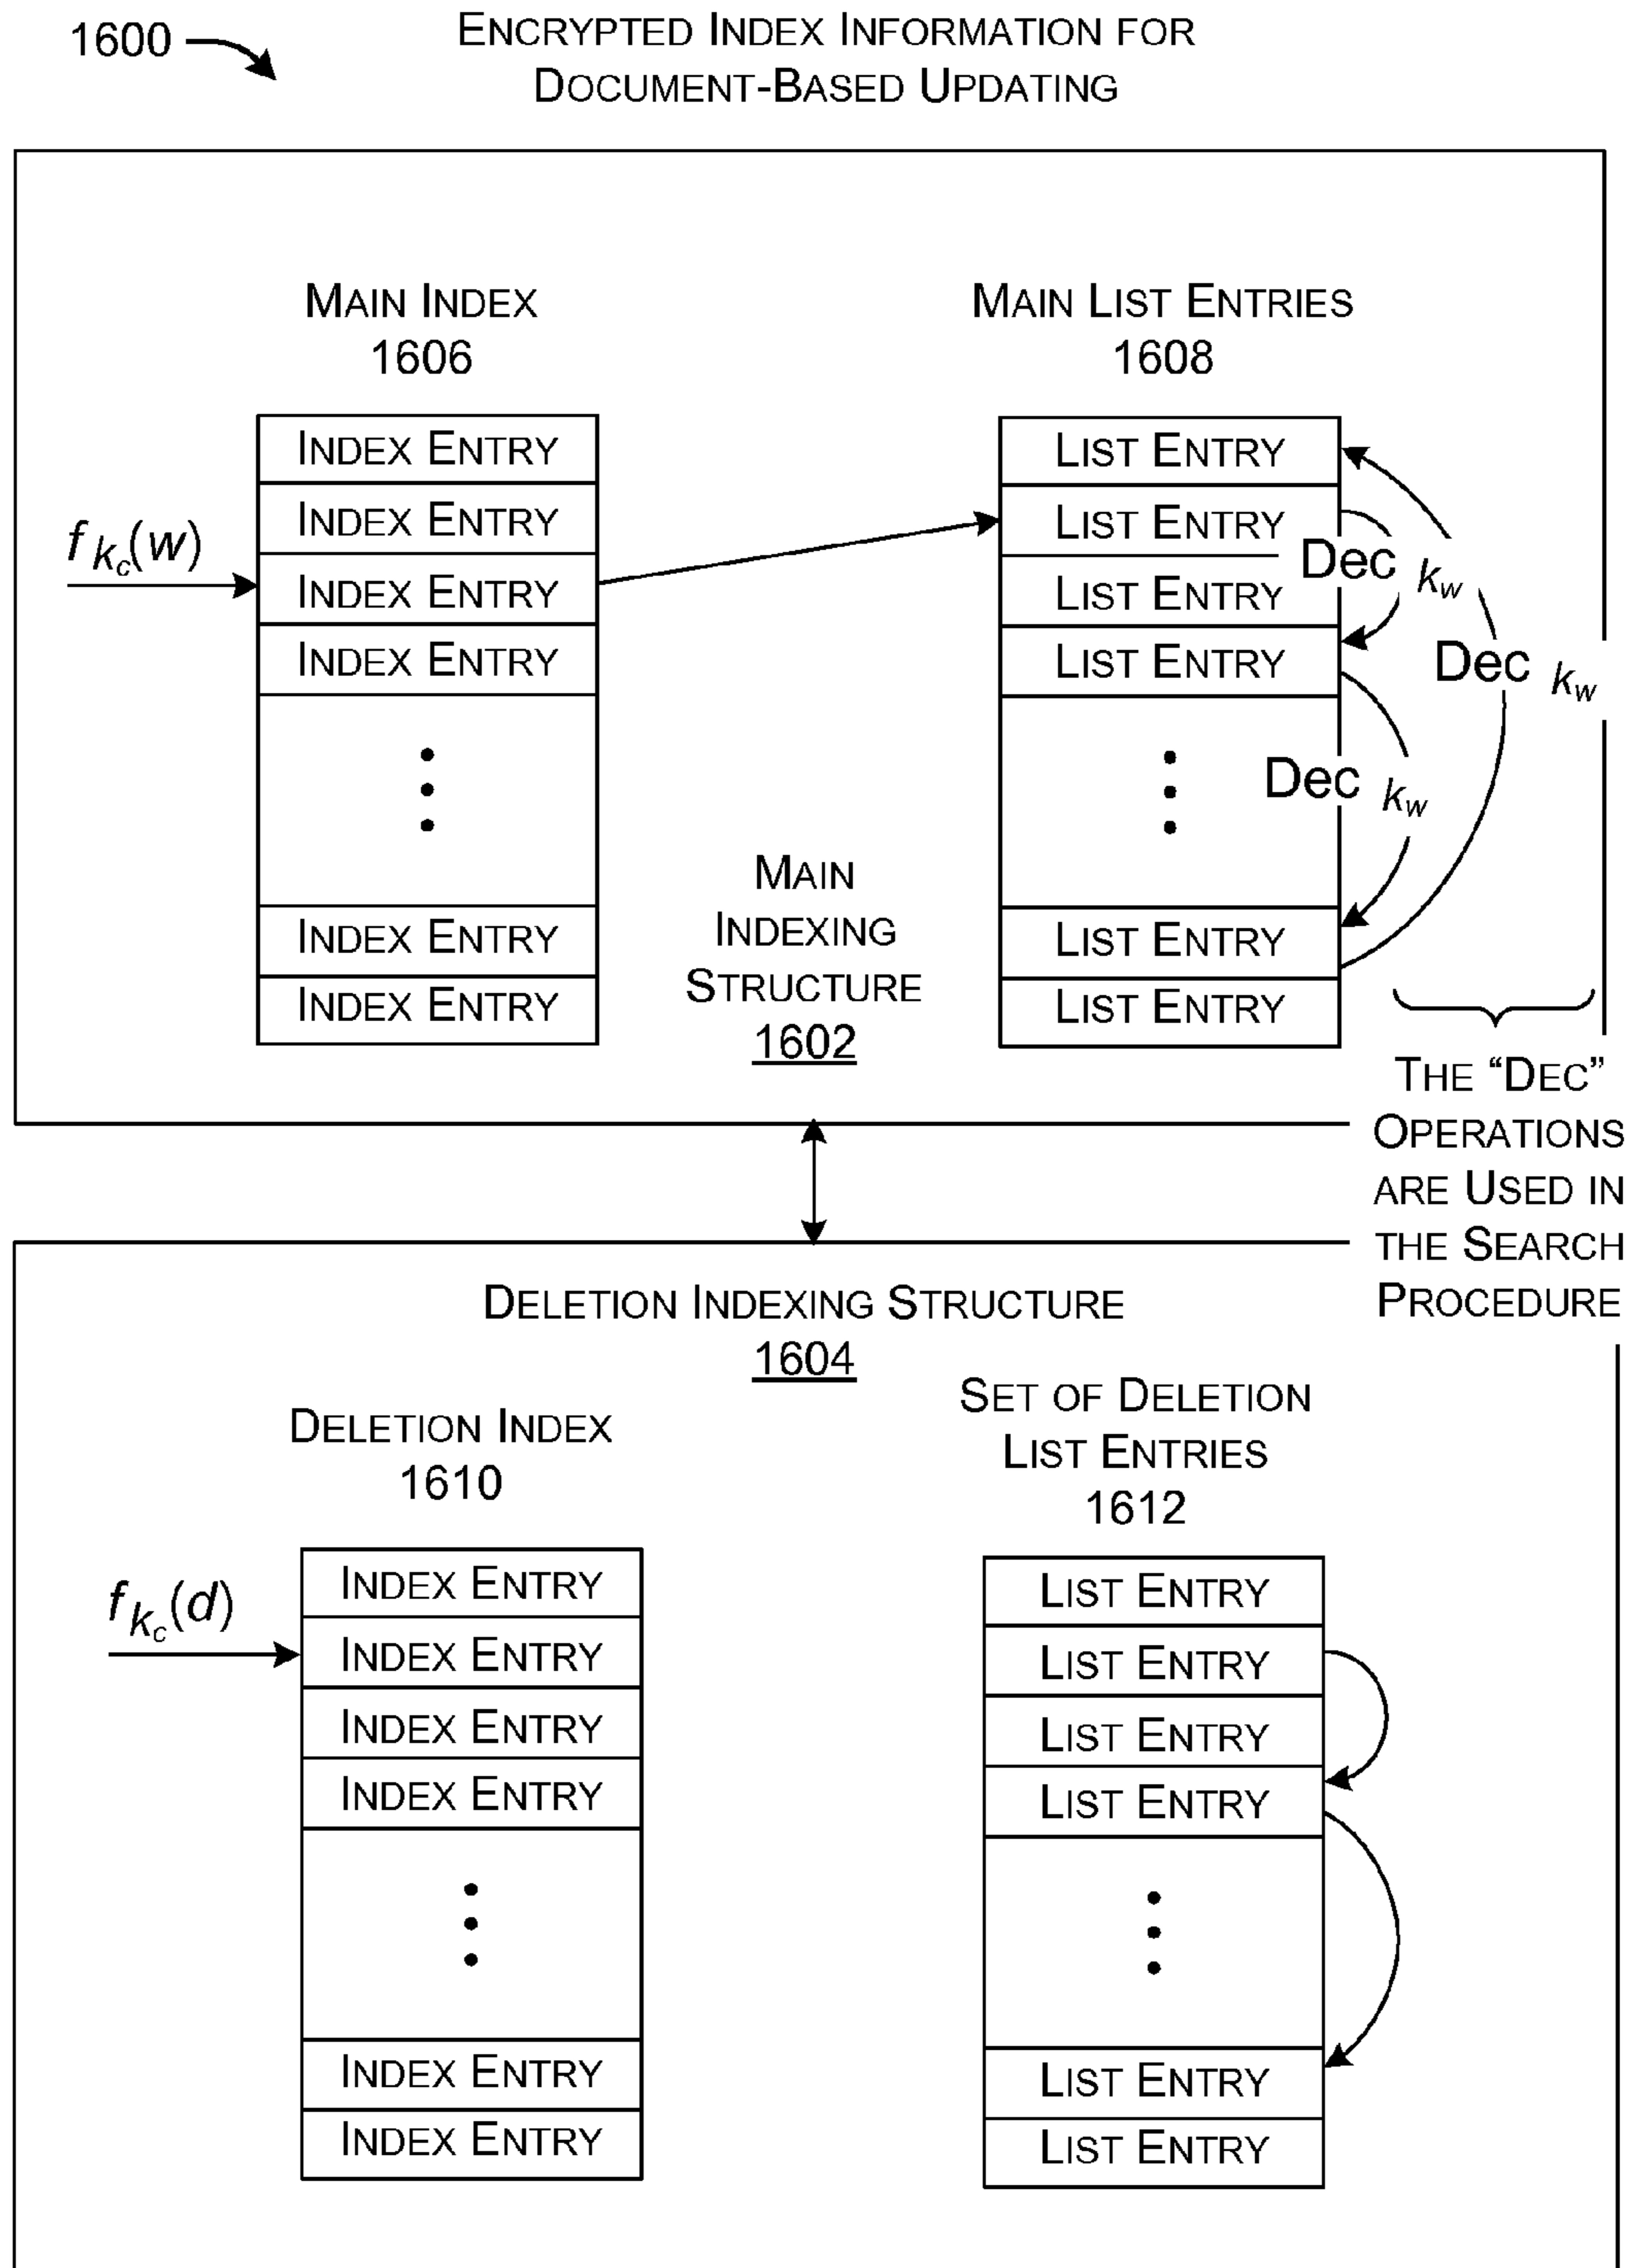 1600
ENCRYPTED INDEX INFORMATION FOR
DOCUMENT-BASED UPDATING
MAIN INDEX
1606
MAIN LIST ENTRIES
1608
f k_c (w)
INDEX ENTRY
INDEX ENTRY
INDEX ENTRY
INDEX ENTRY
INDEX ENTRY
INDEX ENTRY
LIST ENTRY
LIST ENTRY
LIST ENTRY
LIST ENTRY
LIST ENTRY
LIST ENTRY
Dec k_w
Dec k_w
Dec k_w
MAIN
INDEXING
STRUCTURE
1602
THE “DEC”
OPERATIONS
ARE USED IN
THE SEARCH
PROCEDURE
DELETION INDEXING STRUCTURE
1604
DELETION INDEX
1610
SET OF DELETION
LIST ENTRIES
1612
f k_c (d)
INDEX ENTRY
INDEX ENTRY
INDEX ENTRY
INDEX ENTRY
INDEX ENTRY
INDEX ENTRY
LIST ENTRY
LIST ENTRY
LIST ENTRY
LIST ENTRY
LIST ENTRY
LIST ENTRY